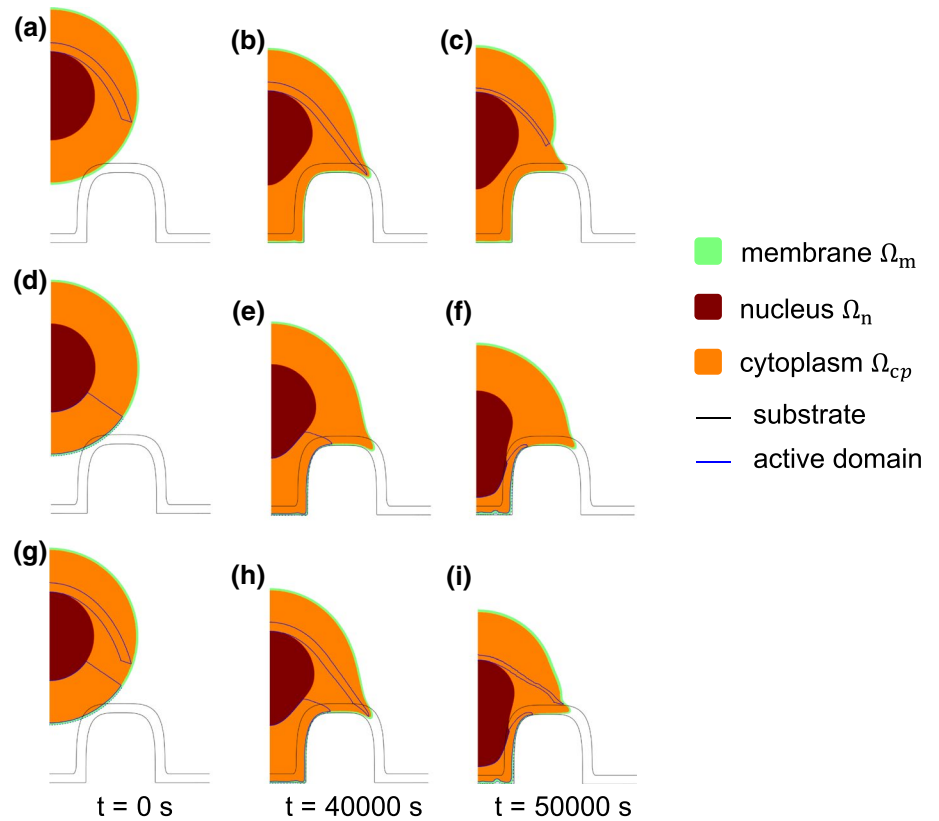 (a)
(b)
(c)
(d)
(e)
(f)
(g)
(h)
(i)
membrane Ωm
nucleus Ωn
cytoplasm Ωcp
substrate
active domain
t = 0 s
t = 40000 s
t = 50000 s